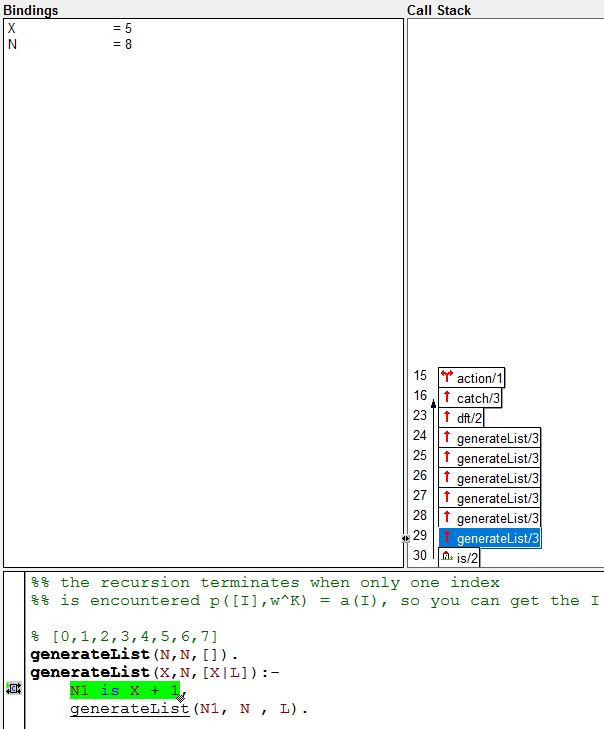 Bindings
X = 5
N = 8
Call Stack
15 action/1
16 catch/3
23 dft/2
24 generateList/3
25 generateList/3
26 generateList/3
27 generateList/3
28 generateList/3
29 generateList/3
30 is/2
%% the recursion terminates when only one index
%% is encountered p([I],w^K) = a(I), so you can get the I
% [0,1,2,3,4,5,6,7]
generateList(N,N,[]).
generateList(X,N,[X|L]):-
N1 is X + 1,
generateList(N1, N , L).